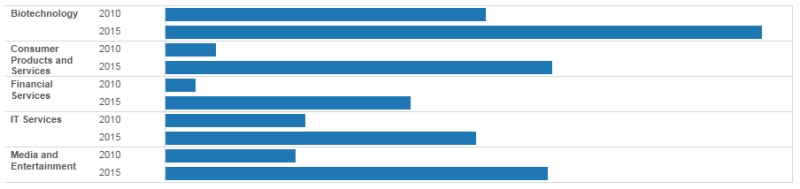 Biotechnology 2010
2015
Consumer 2010
Products and
Services 2015
Financial 2010
Services
2015
IT Services 2010
2015
Media and 2010
Entertainment
2015